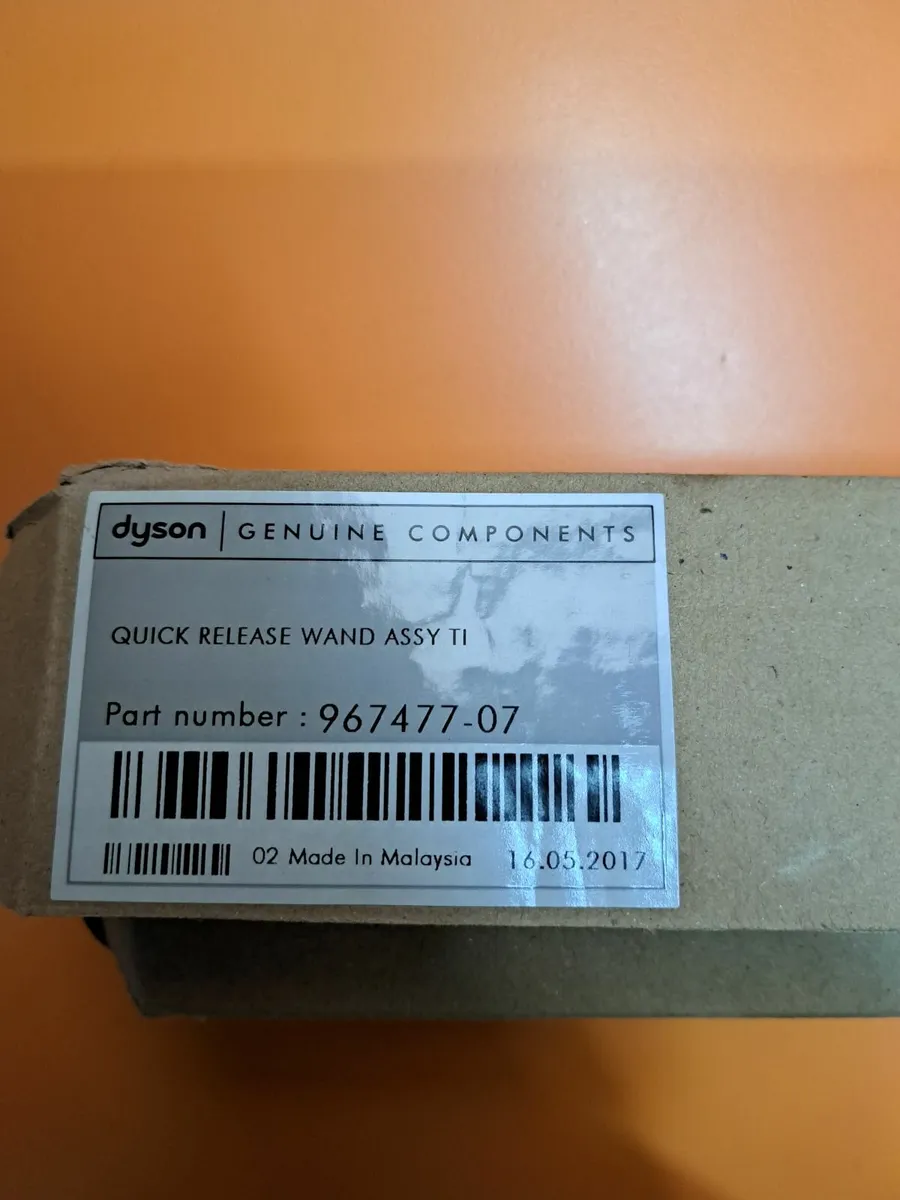 dyson | GENUINE COMPONENTS
QUICK RELEASE WAND ASSY TI
Part number : 967477-07
02 Made In Malaysia 16.05.2017